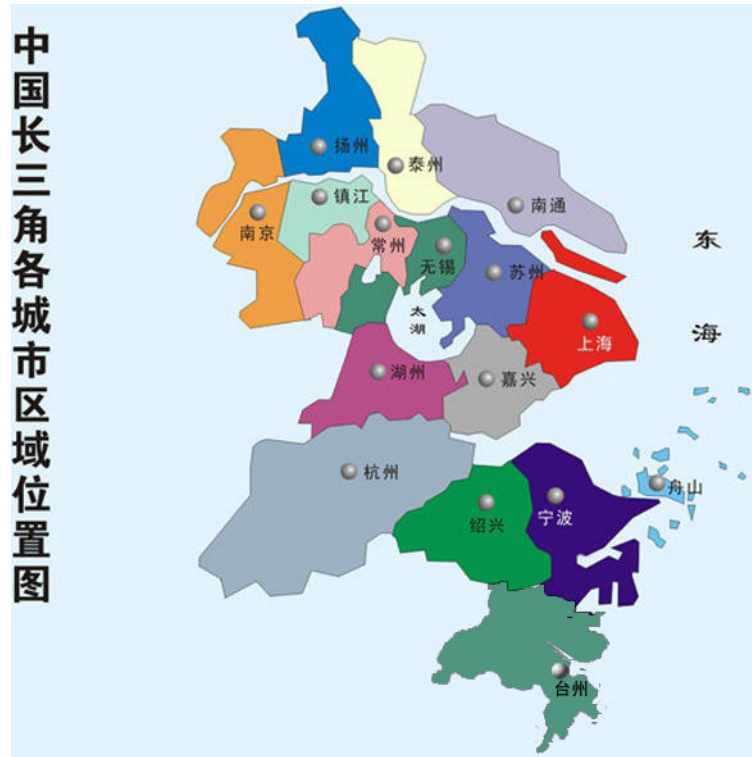 中国长三角各城市区域位置图
扬州
泰州
镇江
南通
南京
常州
无锡
苏州
东海
太湖
上海
湖州
嘉兴
杭州
舟山
绍兴
宁波
台州